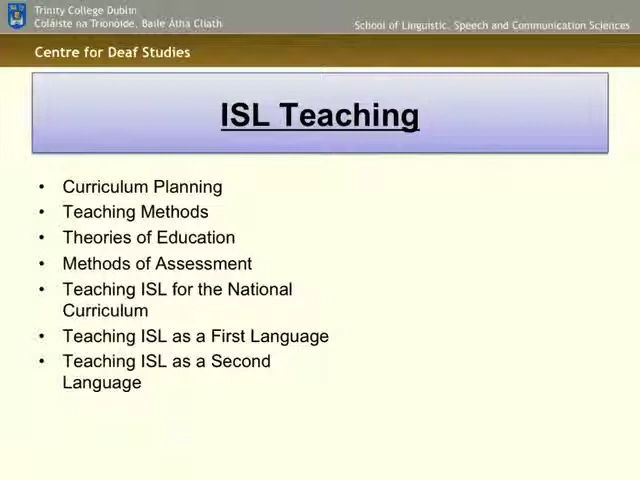 Trinity College Dublin
Coláiste na Tríonóide, Baile Átha Cliath
School of Linguistic, Speech and Communication Sciences
Centre for Deaf Studies
ISL Teaching
• Curriculum Planning
• Teaching Methods
• Theories of Education
• Methods of Assessment
• Teaching ISL for the National
Curriculum
• Teaching ISL as a First Language
• Teaching ISL as a Second
Language